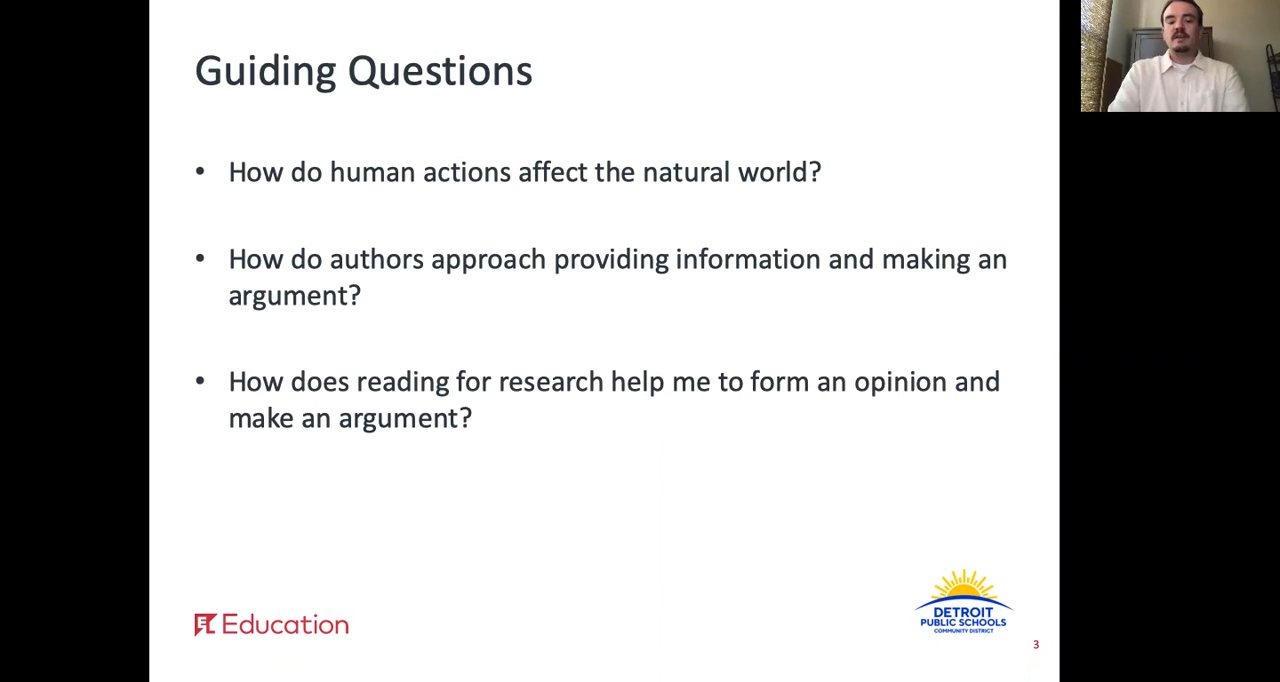 Guiding Questions
• How do human actions affect the natural world?
• How do authors approach providing information and making an
argument?
• How does reading for research help me to form an opinion and
make an argument?
EL Education
DETROIT
PUBLIC SCHOOLS
COMMUNITY DISTRICT
3